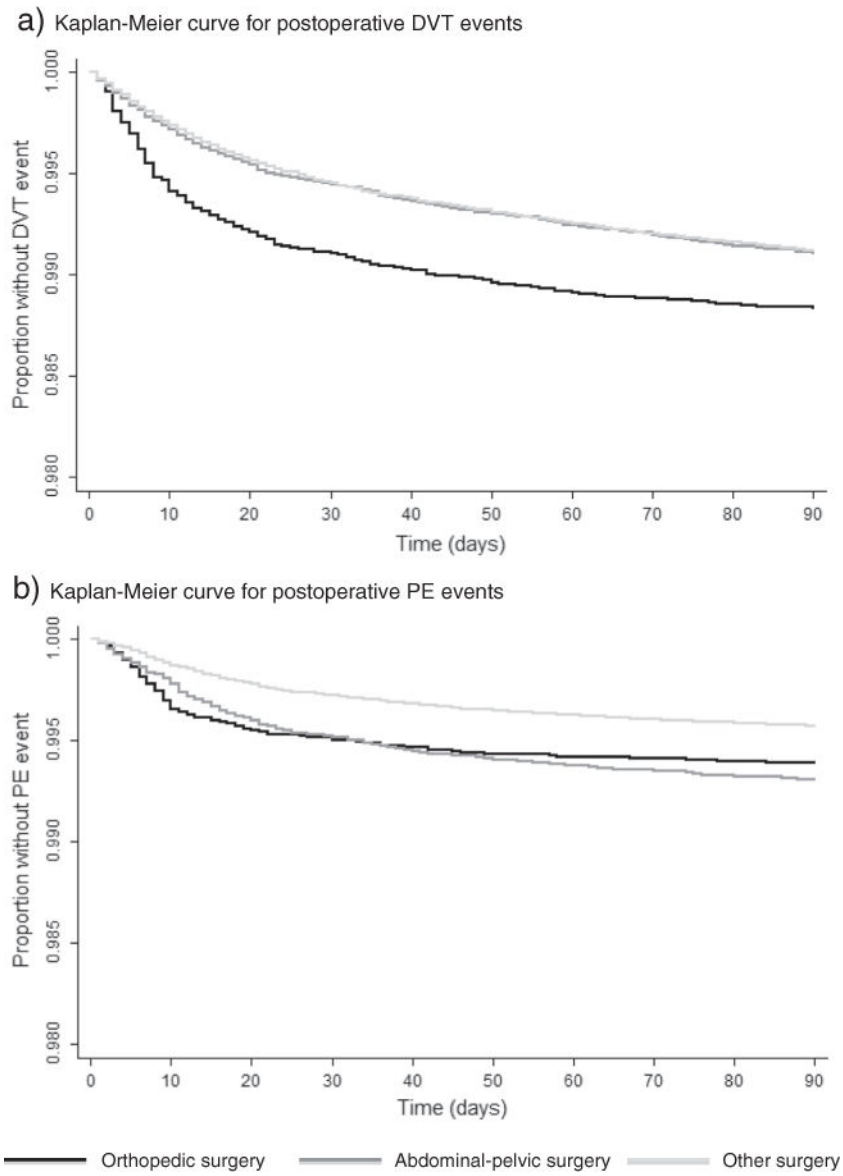 a) Kaplan-Meier curve for postoperative DVT events
1.000
0.995
0.990
0.985
0.980
Proportion without DVT event
0 10 20 30 40 50 60 70 80 90
Time (days)
b) Kaplan-Meier curve for postoperative PE events
1.000
0.995
0.990
0.985
0.980
Proportion without PE event
0 10 20 30 40 50 60 70 80 90
Time (days)
Orthopedic surgery Abdominal-pelvic surgery Other surgery